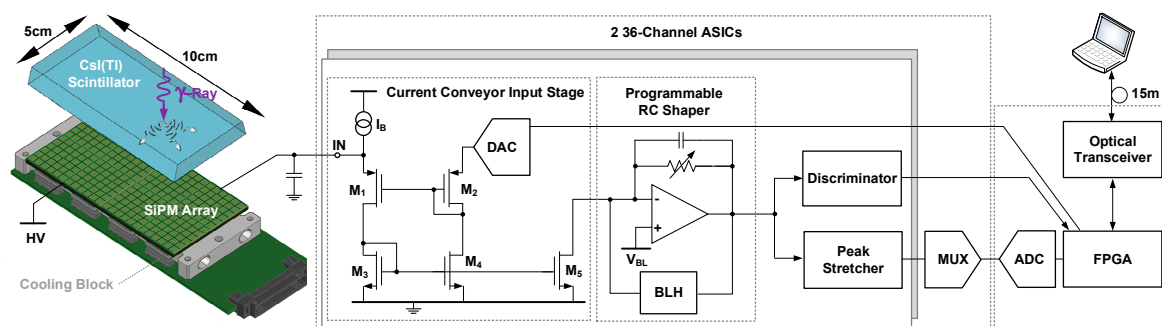 5cm
10cm
CsI(Tl)
Scintillator
γ-Ray
SiPM Array
HV
Cooling Block
2 36-Channel ASICs
Current Conveyor Input Stage
I_B
IN
DAC
M_1
M_2
M_3
M_4
M_5
Programmable
RC Shaper
-
+
V_BL
BLH
Discriminator
Peak
Stretcher
MUX
ADC
FPGA
Optical
Transceiver
15m